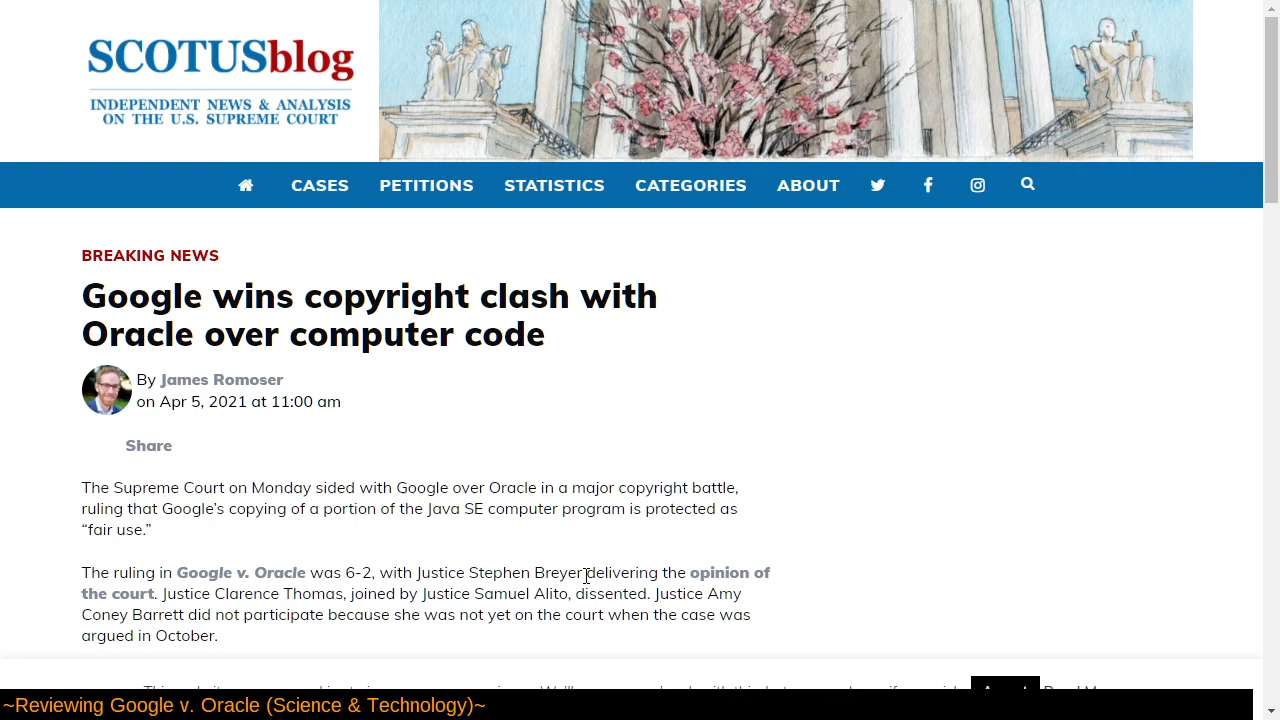 SCOTUSblog
INDEPENDENT NEWS & ANALYSIS
ON THE U.S. SUPREME COURT
CASES PETITIONS STATISTICS CATEGORIES ABOUT
BREAKING NEWS
Google wins copyright clash with
Oracle over computer code
By James Romoser
on Apr 5, 2021 at 11:00 am
Share
The Supreme Court on Monday sided with Google over Oracle in a major copyright battle,
ruling that Google’s copying of a portion of the Java SE computer program is protected as
“fair use.”
The ruling in Google v. Oracle was 6-2, with Justice Stephen Breyer delivering the opinion of
the court. Justice Clarence Thomas, joined by Justice Samuel Alito, dissented. Justice Amy
Coney Barrett did not participate because she was not yet on the court when the case was
argued in October.
~Reviewing Google v. Oracle (Science & Technology)~